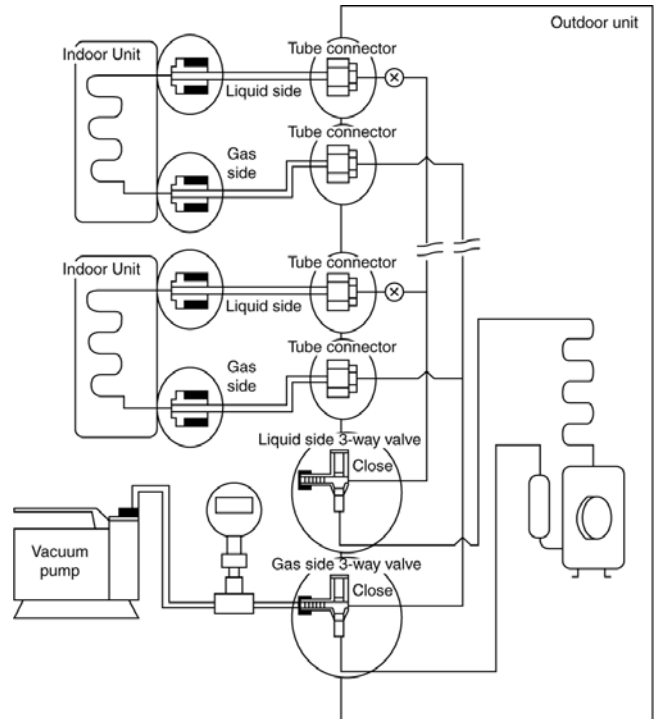 Outdoor unit
Tube connector
Indoor Unit
Liquid side
Tube connector
Gas
side
Tube connector
Indoor Unit
Liquid side
Tube connector
Gas
side
Liquid side 3-way valve
Close
Vacuum
pump
Gas side 3-way valve
Close